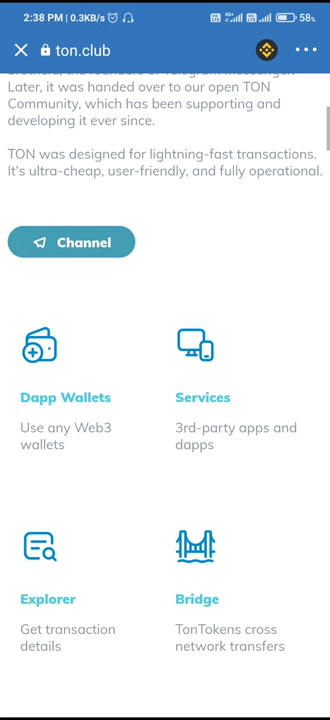 2:38 PM | 0.3KB/s
58
ton.club
Later, it was handed over to our open TON
Community, which has been supporting and
developing it ever since.
TON was designed for lightning-fast transactions.
It's ultra-cheap, user-friendly, and fully operational.
Channel
Dapp Wallets
Use any Web3
wallets
Services
3rd-party apps and
dapps
Explorer
Get transaction
details
Bridge
TonTokens cross
network transfers